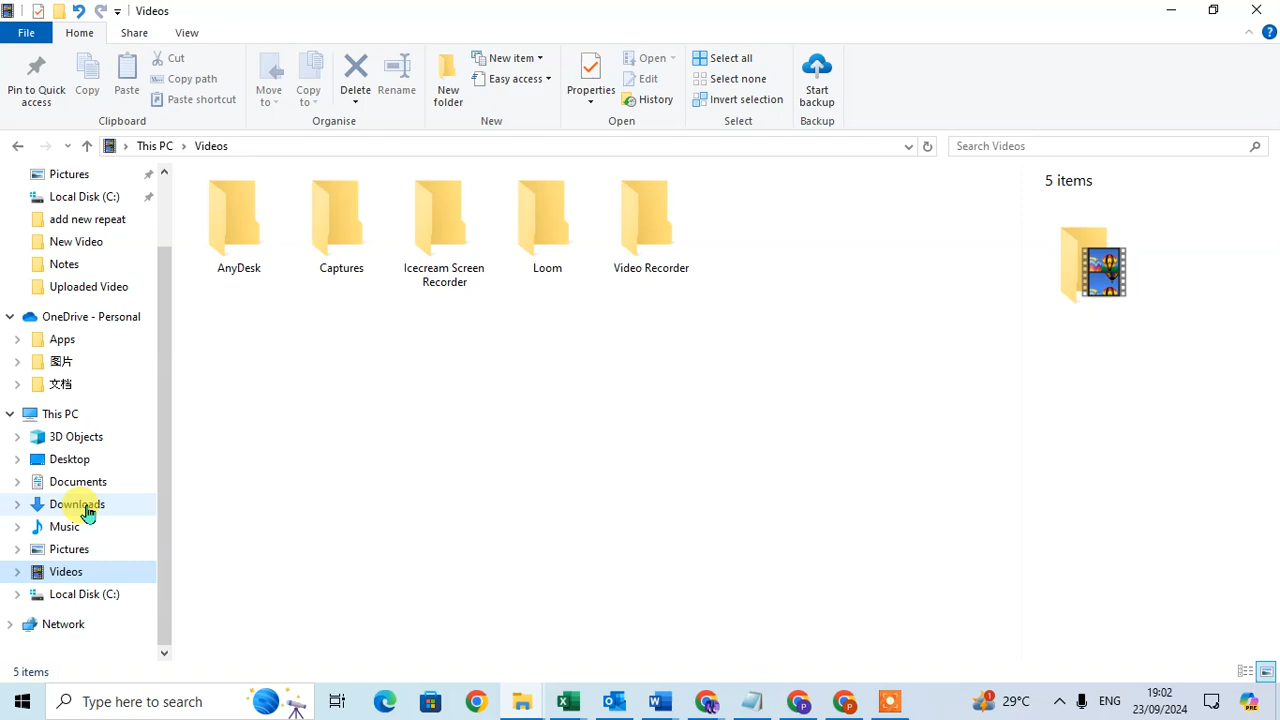 Videos
File
Home
Share
View
Pin to Quick access
Copy
Paste
Cut
Copy path
Paste shortcut
Clipboard
Move to
Copy to
Delete
Rename
Organise
New folder
New item
Easy access
New
Properties
Open
Edit
History
Open
Select all
Select none
Invert selection
Select
Start backup
Backup
This PC
Videos
Search Videos
Pictures
Local Disk (C:)
add new repeat
New Video
Notes
Uploaded Video
OneDrive - Personal
Apps
图片
文档
This PC
3D Objects
Desktop
Documents
Downloads
Music
Pictures
Videos
Local Disk (C:)
Network
AnyDesk
Captures
Icecream Screen
Recorder
Loom
Video Recorder
5 items
5 items
Type here to search
1
29°C
ENG
19:02
23/09/2024